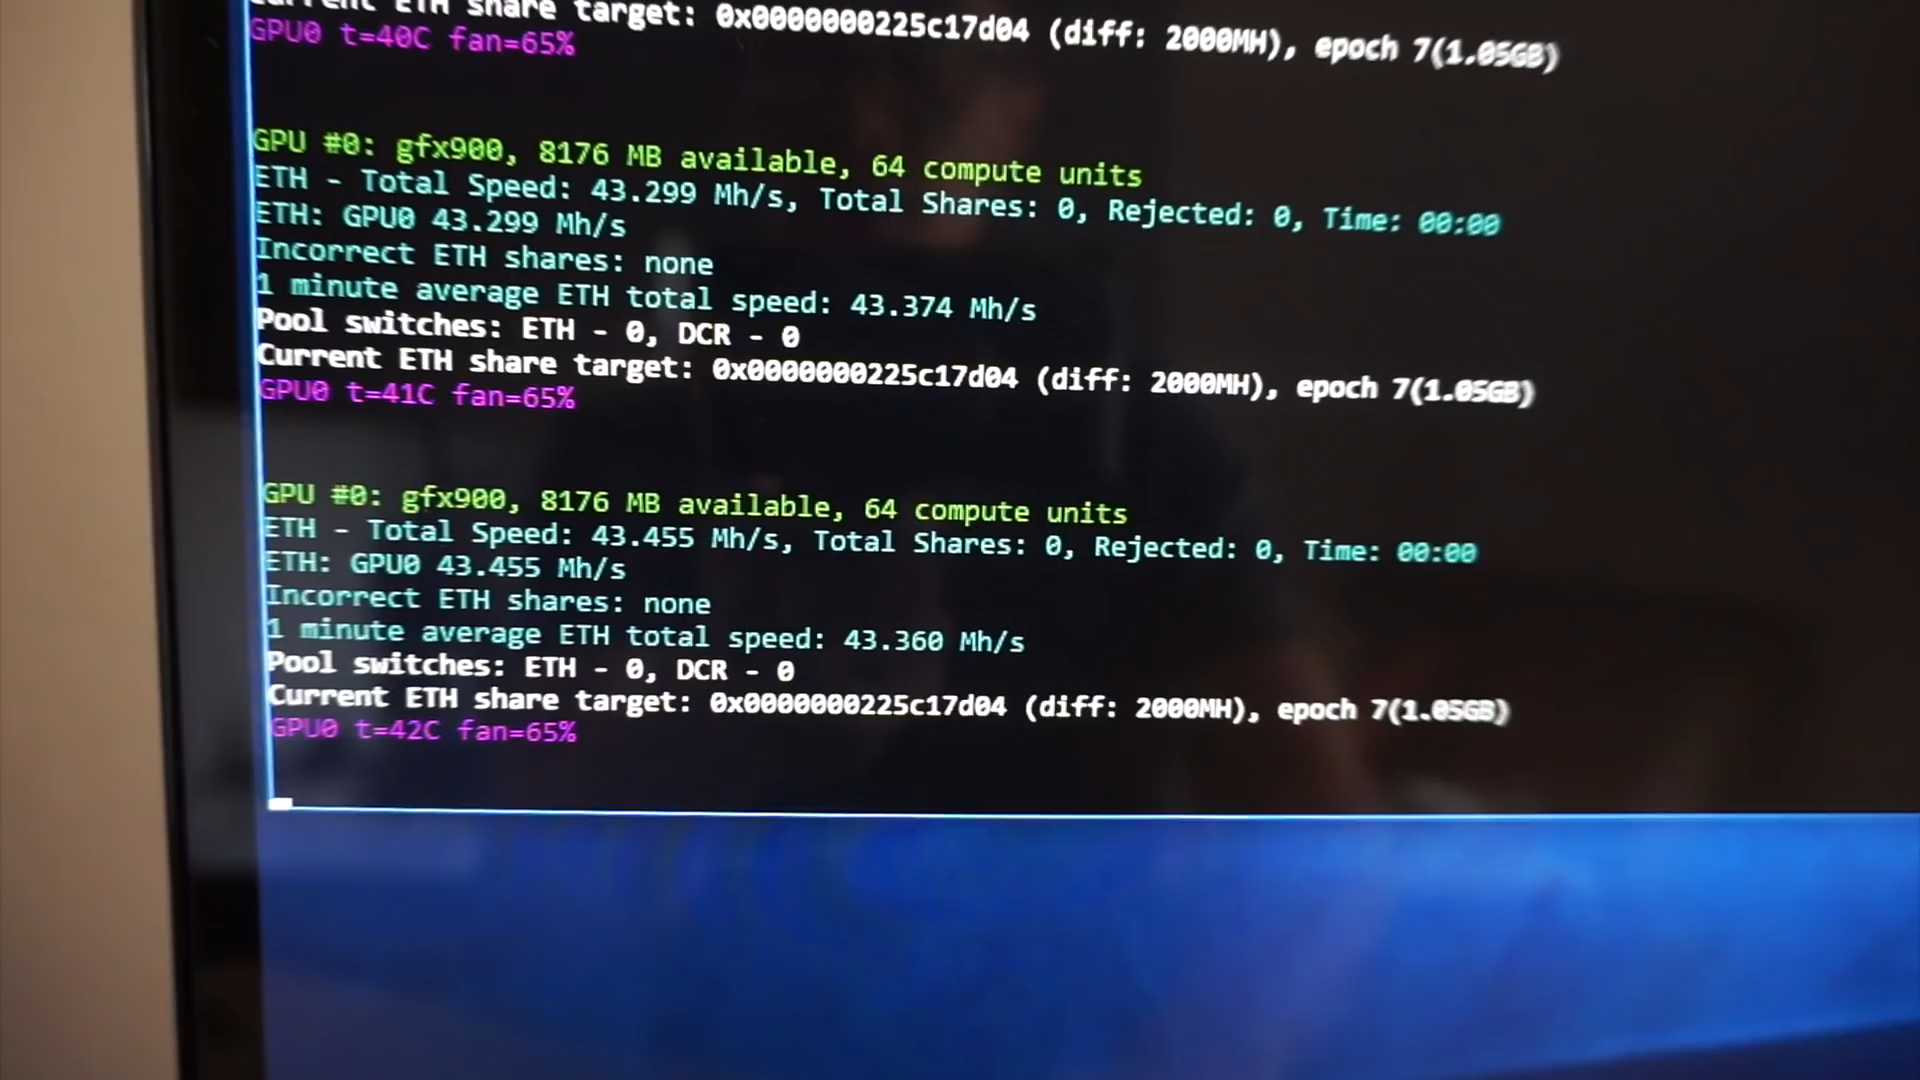 Current ETH share target: 0x0000000225c17d04 (diff: 2000MH), epoch 7(1.05GB)
GPU0 t=40C fan=65%
GPU #0: gfx900, 8176 MB available, 64 compute units
ETH - Total Speed: 43.299 Mh/s, Total Shares: 0, Rejected: 0, Time: 00:00
ETH: GPU0 43.299 Mh/s
Incorrect ETH shares: none
1 minute average ETH total speed: 43.374 Mh/s
Pool switches: ETH - 0, DCR - 0
Current ETH share target: 0x0000000225c17d04 (diff: 2000MH), epoch 7(1.05GB)
GPU0 t=41C fan=65%
GPU #0: gfx900, 8176 MB available, 64 compute units
ETH - Total Speed: 43.455 Mh/s, Total Shares: 0, Rejected: 0, Time: 00:00
ETH: GPU0 43.455 Mh/s
Incorrect ETH shares: none
1 minute average ETH total speed: 43.360 Mh/s
Pool switches: ETH - 0, DCR - 0
Current ETH share target: 0x0000000225c17d04 (diff: 2000MH), epoch 7(1.05GB)
GPU0 t=42C fan=65%